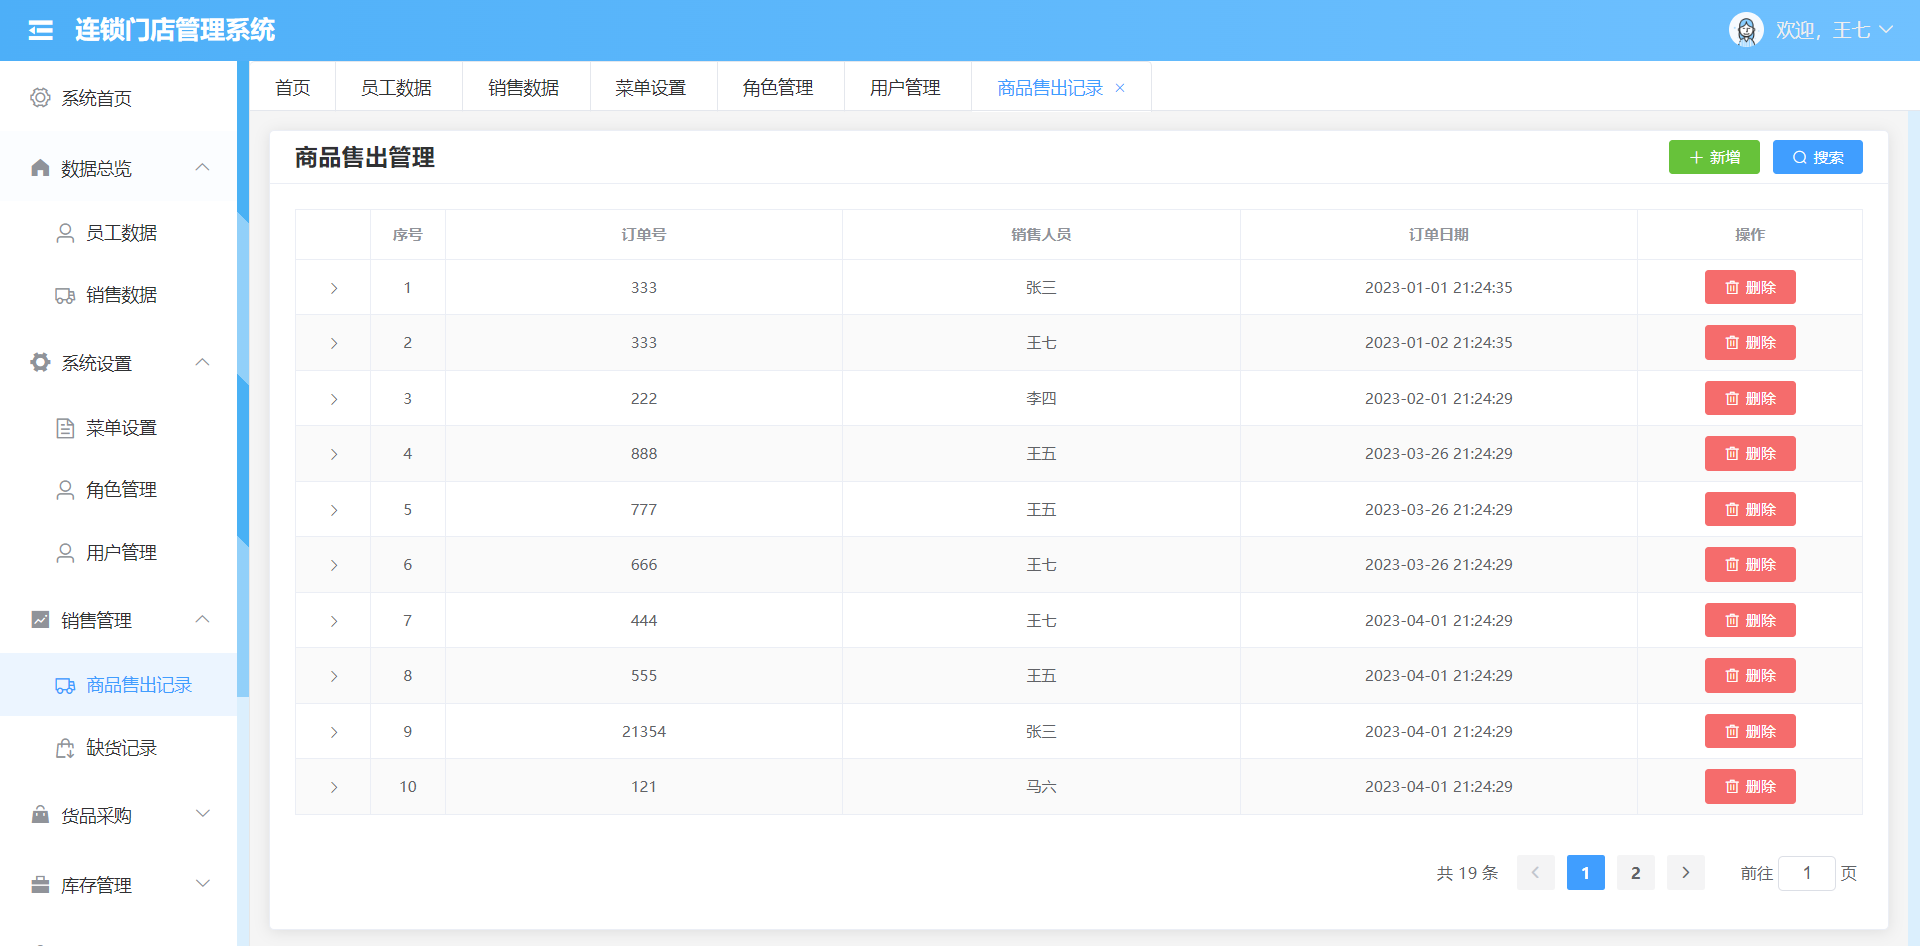 连锁门店管理系统
欢迎，王七
系统首页
数据总览
员工数据
销售数据
系统设置
菜单设置
角色管理
用户管理
销售管理
商品售出记录
缺货记录
货品采购
库存管理
首页 员工数据 销售数据 菜单设置 角色管理 用户管理 商品售出记录
商品售出管理
新增 搜索
序号 订单号 销售人员 订单日期 操作
1 333 张三 2023-01-01 21:24:35 删除
2 333 王七 2023-01-02 21:24:35 删除
3 222 李四 2023-02-01 21:24:29 删除
4 888 王五 2023-03-26 21:24:29 删除
5 777 王五 2023-03-26 21:24:29 删除
6 666 王七 2023-03-26 21:24:29 删除
7 444 王七 2023-04-01 21:24:29 删除
8 555 王五 2023-04-01 21:24:29 删除
9 21354 张三 2023-04-01 21:24:29 删除
10 121 马六 2023-04-01 21:24:29 删除
共 19 条 1 2 前往 1 页